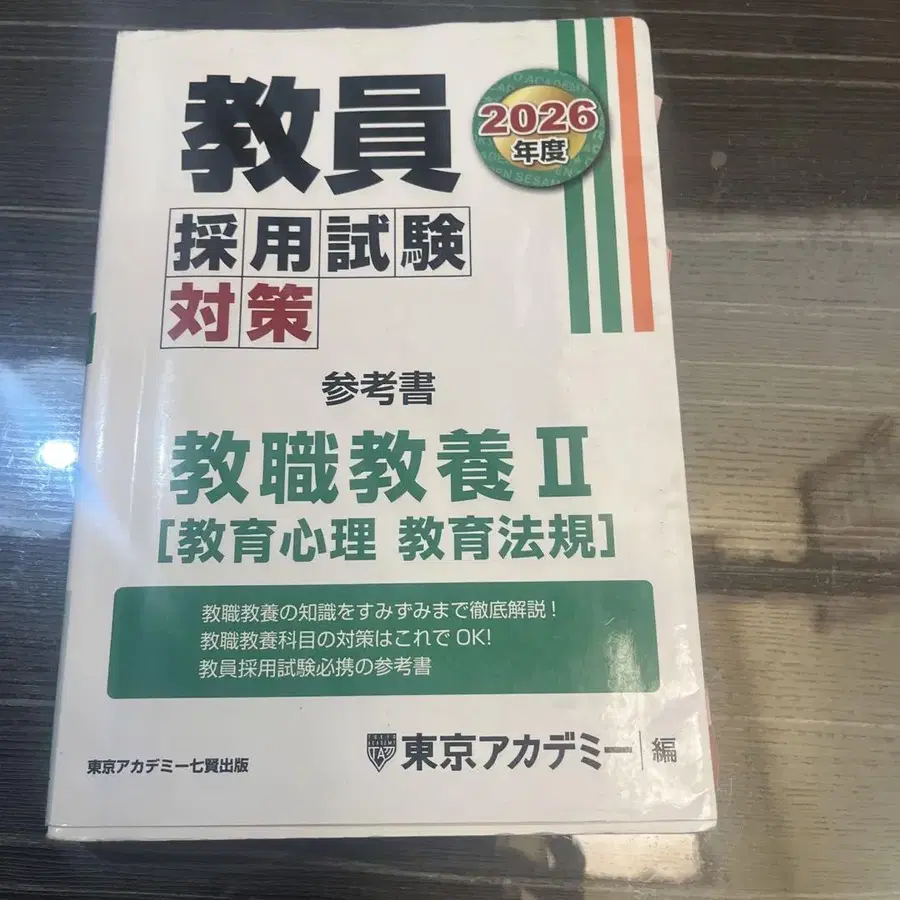 教員
2026
年度
採用試験
対策
参考書
教職教養Ⅱ
[教育心理 教育法規]
教職教養の知識をすみずみまで徹底解説!
教職教養科目の対策はこれでOK!
教員採用試験必携の参考書
東京アカデミー七賢出版
東京アカデミー 編